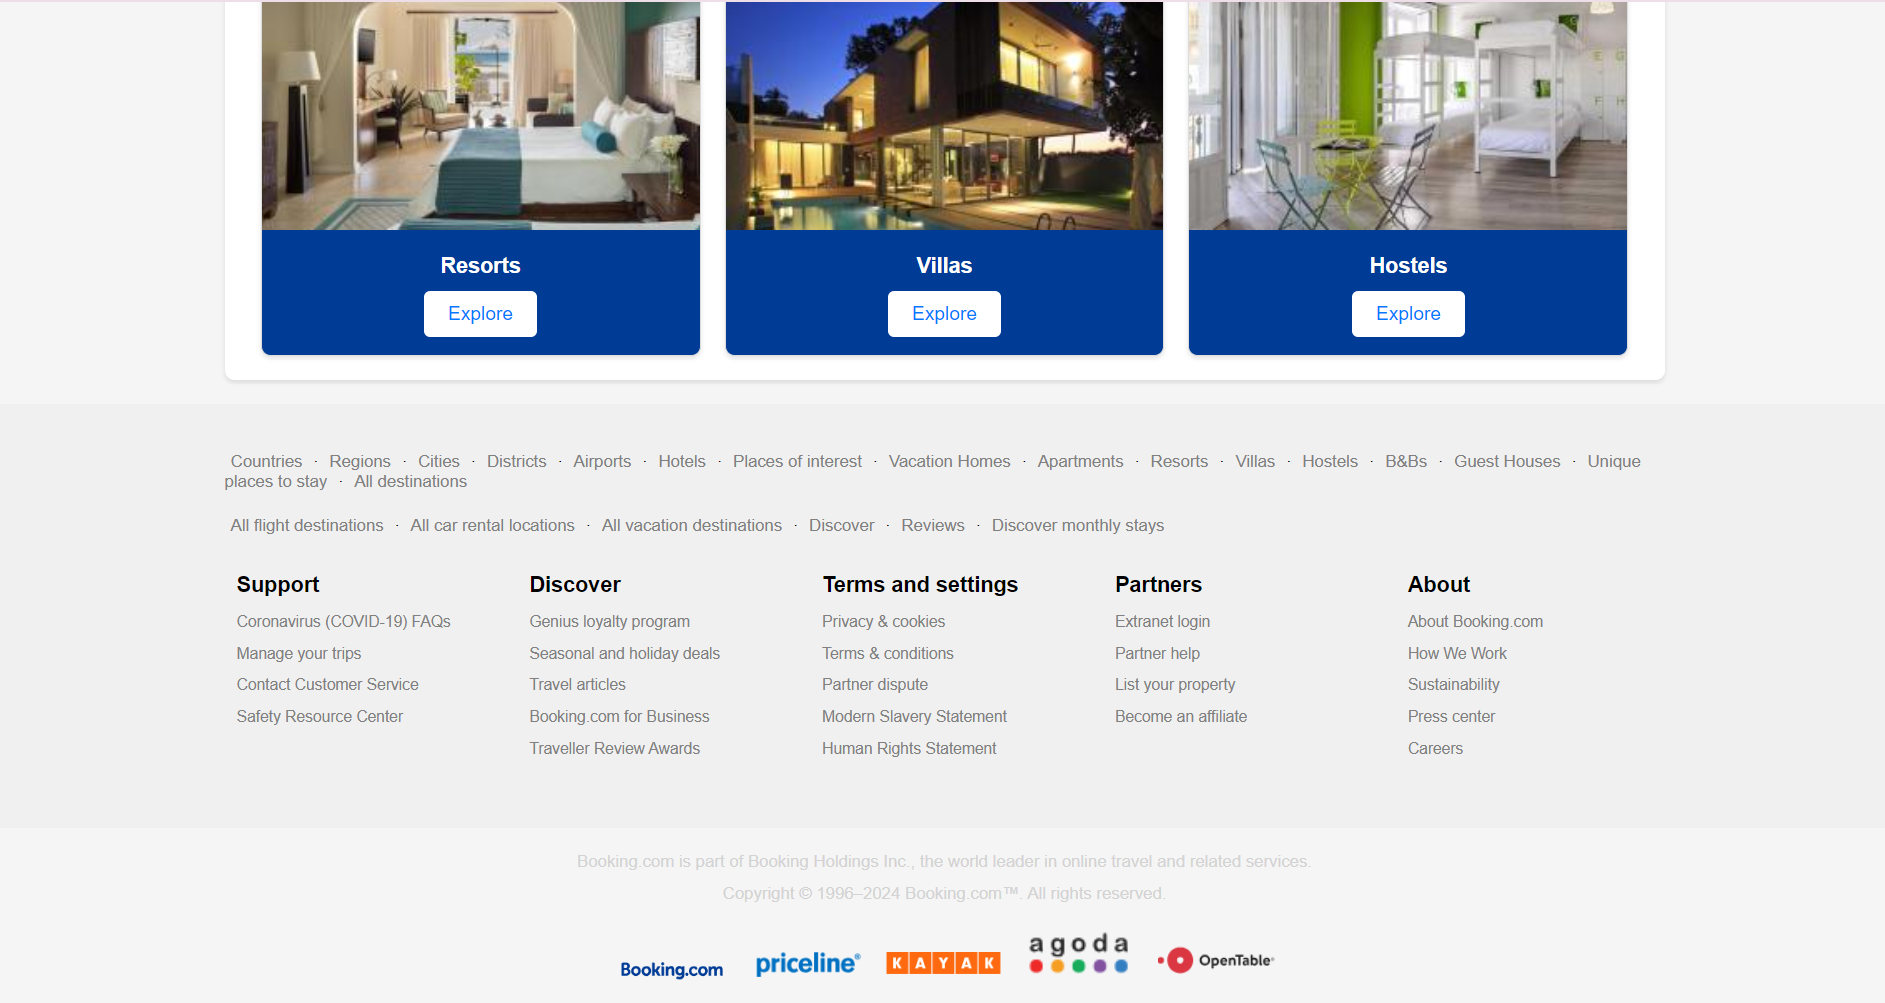 Resorts
Explore
Villas
Explore
Hostels
Explore
Countries · Regions · Cities · Districts · Airports · Hotels · Places of interest · Vacation Homes · Apartments · Resorts · Villas · Hostels · B&Bs · Guest Houses · Unique
places to stay · All destinations
All flight destinations · All car rental locations · All vacation destinations · Discover · Reviews · Discover monthly stays
Support
Coronavirus (COVID-19) FAQs
Manage your trips
Contact Customer Service
Safety Resource Center
Discover
Genius loyalty program
Seasonal and holiday deals
Travel articles
Booking.com for Business
Traveller Review Awards
Terms and settings
Privacy & cookies
Terms & conditions
Partner dispute
Modern Slavery Statement
Human Rights Statement
Partners
Extranet login
Partner help
List your property
Become an affiliate
About
About Booking.com
How We Work
Sustainability
Press center
Careers
Booking.com is part of Booking Holdings Inc., the world leader in online travel and related services.
Copyright © 1996–2024 Booking.com™. All rights reserved.
Booking.com
priceline®
KAYAK
agoda
OpenTable®